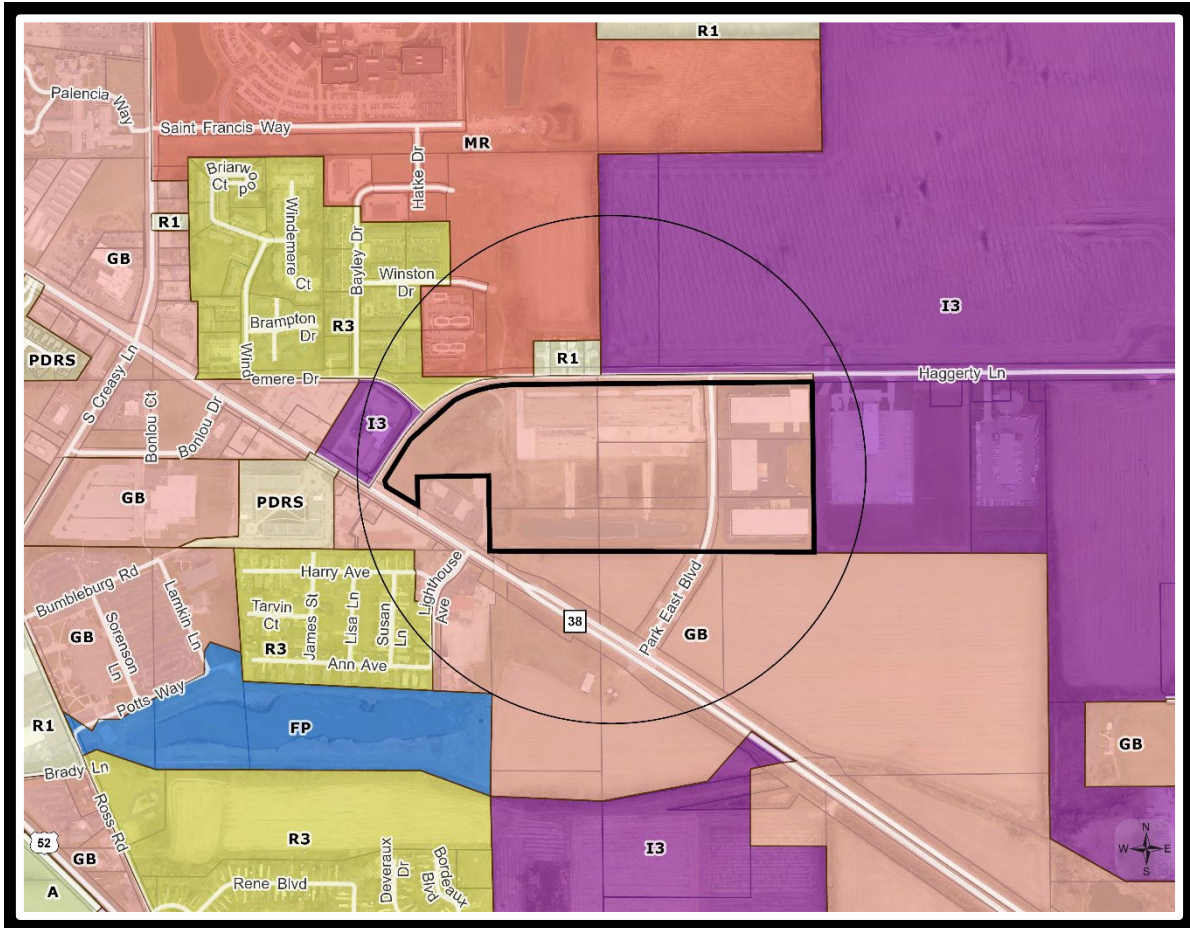 R1
Palencia Way
Saint Francis Way
MR
Hatke Dr
Briarwoo
Ct
Windemere
Ct
R1
GB
Bayley Dr
Winston
Dr
I3
Brampton
Dr
R3
Wind
emere Dr
PDRS
S Creasy Ln
R1
Haggerty Ln
Bonlou Ct
Bonlou Dr
I3
GB
PDRS
Harry Ave
Lighthouse
Ave
Bumbleburg Rd
Lamkin Ln
Tarvin
Ct
James St
Lisa Ln
Susan
Ln
38
Park East Blvd
GB
GB
Sorenson
Ln
R3
Ann Ave
Potts Way
R1
FP
GB
Brady Ln
Ross Rd
52
GB
R3
I3
Deveraux
Dr
Bordeaux
Blvd
Rene Blvd
A
N
W
E
S